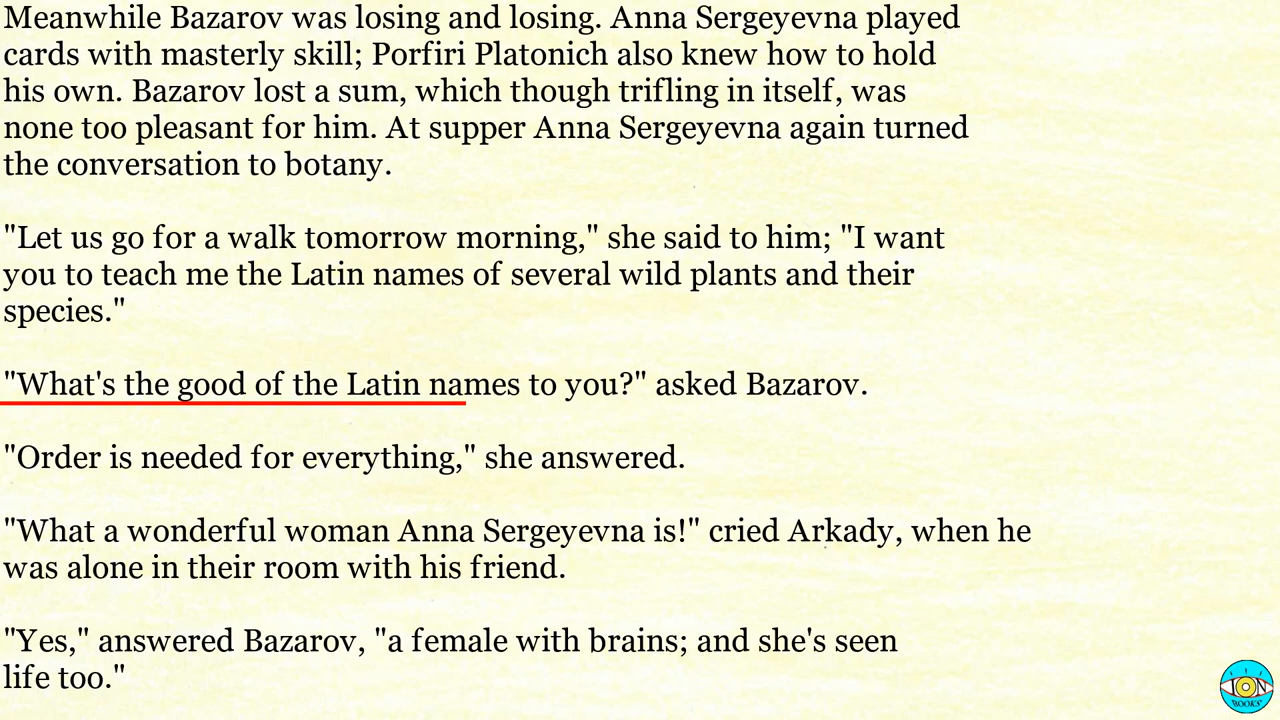 Meanwhile Bazarov was losing and losing. Anna Sergeyevna played
cards with masterly skill; Porfiri Platonich also knew how to hold
his own. Bazarov lost a sum, which though trifling in itself, was
none too pleasant for him. At supper Anna Sergeyevna again turned
the conversation to botany.
"Let us go for a walk tomorrow morning," she said to him; "I want
you to teach me the Latin names of several wild plants and their
species."
"What's the good of the Latin names to you?" asked Bazarov.
"Order is needed for everything," she answered.
"What a wonderful woman Anna Sergeyevna is!" cried Arkady, when he
was alone in their room with his friend.
"Yes," answered Bazarov, "a female with brains; and she's seen
life too."
ION
BOOKS